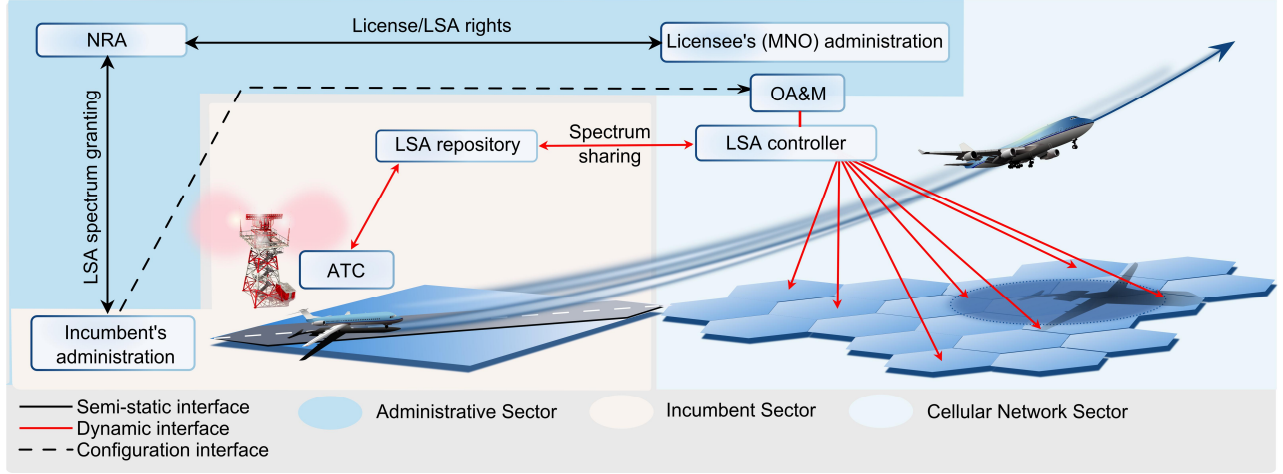 NRA
License/LSA rights
Licensee's (MNO) administration
OA&M
LSA repository
Spectrum
sharing
LSA controller
LSA spectrum granting
ATC
Incumbent's
administration
Semi-static interface
Dynamic interface
Configuration interface
Administrative Sector
Incumbent Sector
Cellular Network Sector